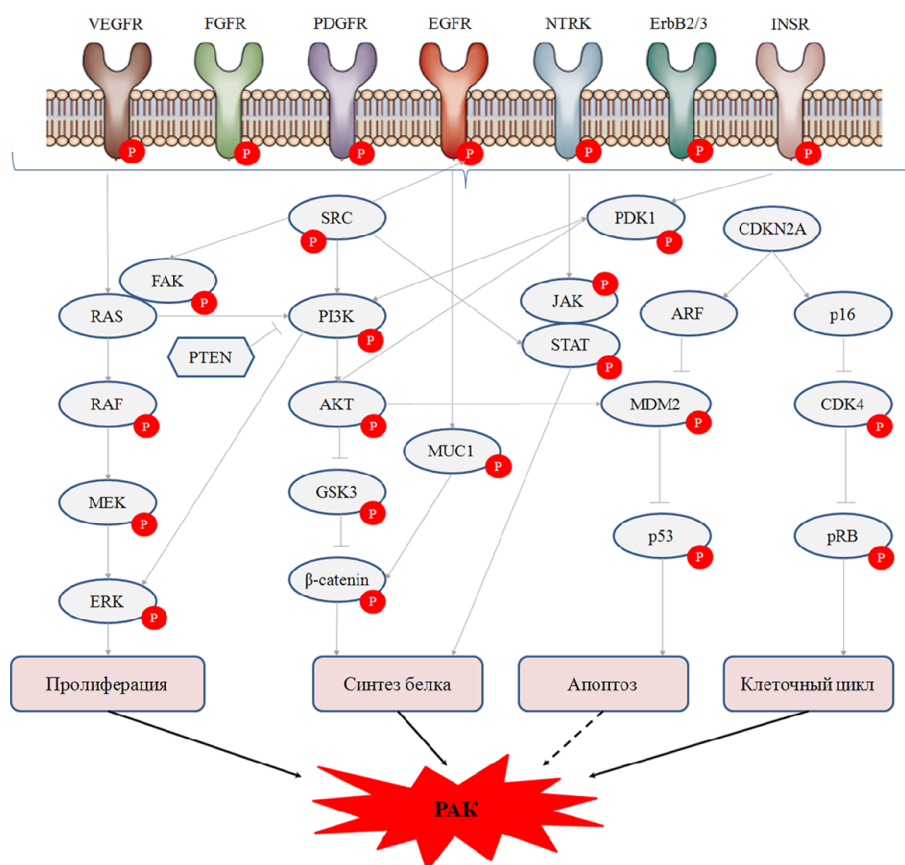 VEGFR
FGFR
PDGFR
EGFR
NTRK
ErbB2/3
INSR
P
P
P
P
P
P
P
SRC
P
PDK1
P
CDKN2A
FAK
P
RAS
PI3K
P
JAK
P
STAT
P
ARF
p16
PTEN
RAF
P
AKT
P
MDM2
P
CDK4
P
MUC1
P
MEK
P
GSK3
P
p53
P
pRB
P
ERK
P
β-catenin
P
Пролиферация
Синтез белка
Апоптоз
Клеточный цикл
РАК